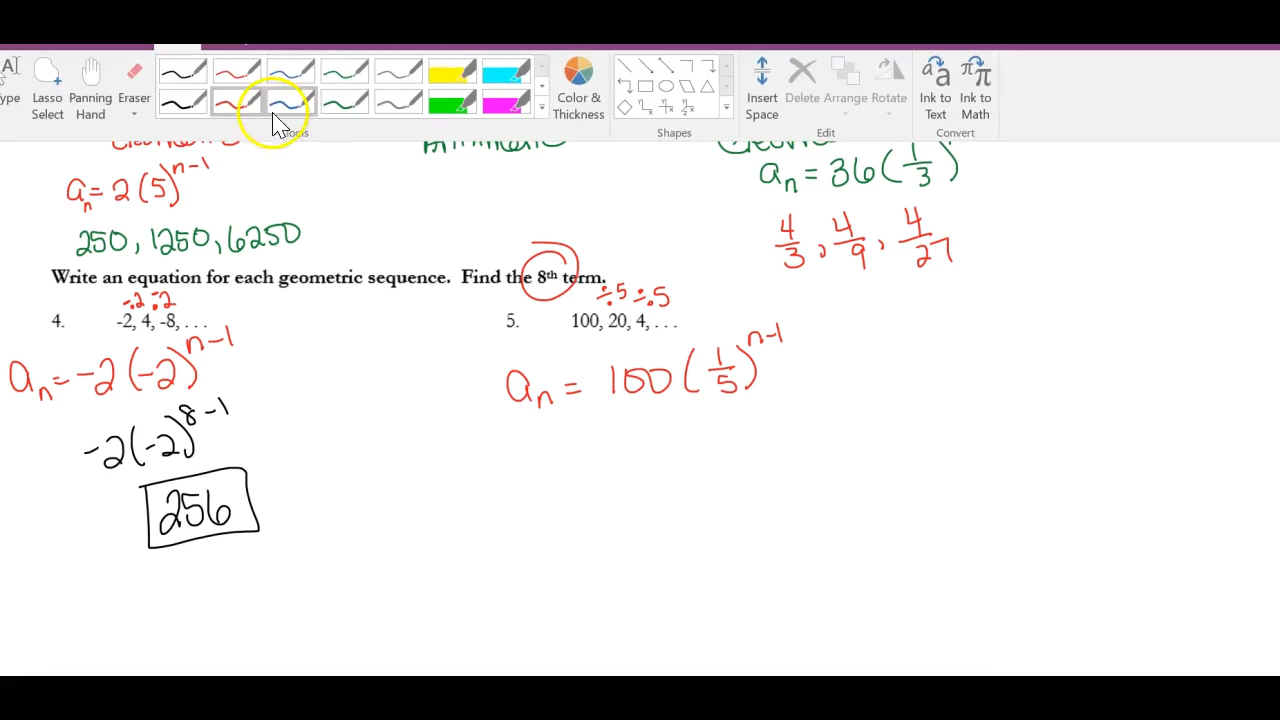 Type Lasso Select Panning Hand Eraser Color & Thickness Insert Space Delete Arrange Rotate Ink to Text Ink to Math
Tools Shapes Edit Convert
Arithmetic
aₙ = 2(5)ⁿ⁻¹
aₙ = 36(1/3)
250, 1250, 6250
4/3, 4/9, 4/27
Write an equation for each geometric sequence. Find the 8th term.
÷-2 ÷-2
÷5 ÷5
4. -2, 4, -8, . . .
5. 100, 20, 4, . . .
aₙ = -2(-2)ⁿ⁻¹
aₙ = 100(1/5)ⁿ⁻¹
-2(-2)⁸⁻¹
256